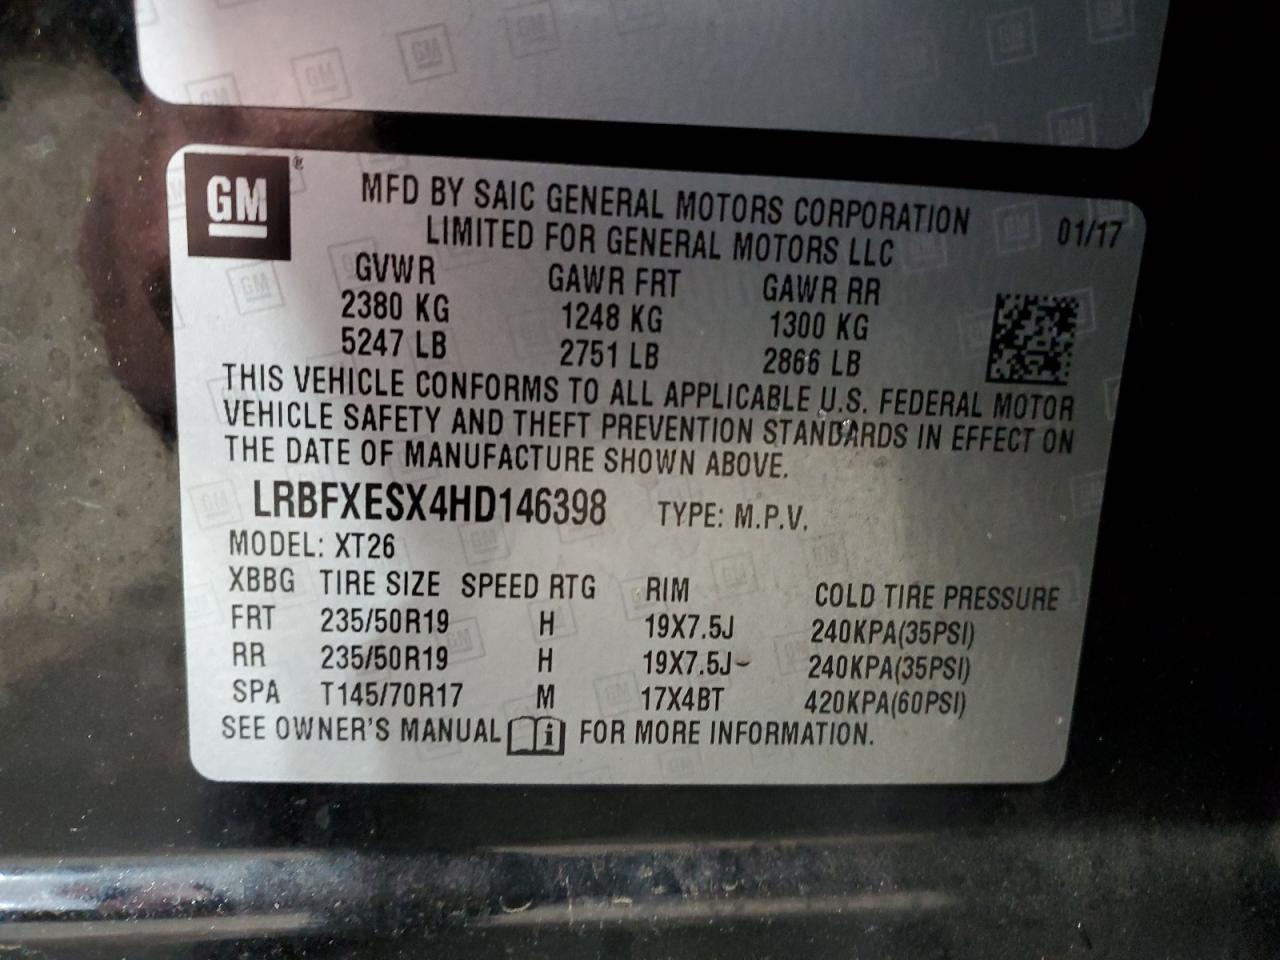 GM ®
MFD BY SAIC GENERAL MOTORS CORPORATION
LIMITED FOR GENERAL MOTORS LLC
01/17
GVWR GAWR FRT GAWR RR
2380 KG 1248 KG 1300 KG
5247 LB 2751 LB 2866 LB
THIS VEHICLE CONFORMS TO ALL APPLICABLE U.S. FEDERAL MOTOR
VEHICLE SAFETY AND THEFT PREVENTION STANDARDS IN EFFECT ON
THE DATE OF MANUFACTURE SHOWN ABOVE.
LRBFXESX4HD146398 TYPE: M.P.V.
MODEL: XT26
XBBG TIRE SIZE SPEED RTG RIM COLD TIRE PRESSURE
FRT 235/50R19 H 19X7.5J 240KPA(35PSI)
RR 235/50R19 H 19X7.5J 240KPA(35PSI)
SPA T145/70R17 M 17X4BT 420KPA(60PSI)
SEE OWNER'S MANUAL i FOR MORE INFORMATION.